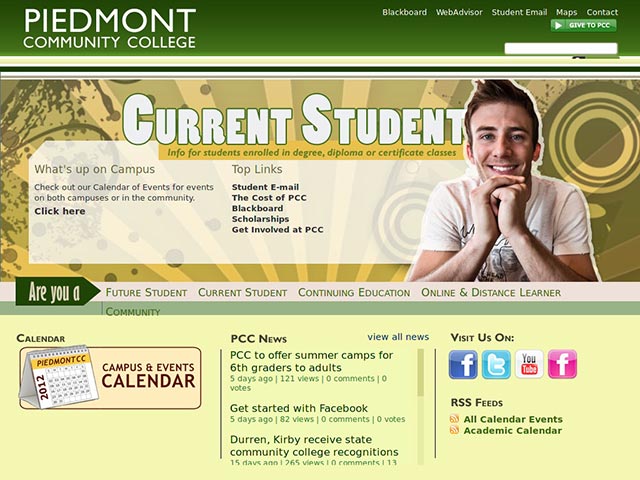 PIEDMONT
COMMUNITY COLLEGE
Blackboard WebAdvisor Student Email Maps Contact
GIVE TO PCC
CURRENT STUDENT
Info for students enrolled in degree, diploma or certificate classes
What's up on Campus
Check out our Calendar of Events for events
on both campuses or in the community.
Click here
Top Links
Student E-mail
The Cost of PCC
Blackboard
Scholarships
Get Involved at PCC
Are you a
FUTURE STUDENT CURRENT STUDENT CONTINUING EDUCATION ONLINE & DISTANCE LEARNER
COMMUNITY
CALENDAR
PIEDMONTCC
2012
CAMPUS & EVENTS
CALENDAR
PCC NEWS
view all news
PCC to offer summer camps for
6th graders to adults
5 days ago | 121 views | 0 comments | 0
votes
Get started with Facebook
5 days ago | 82 views | 0 comments | 0 votes
Durren, Kirby receive state
community college recognitions
15 days ago | 265 views | 0 comments | 13
VISIT US ON:
f
t
You
Tube
f
RSS FEEDS
All Calendar Events
Academic Calendar